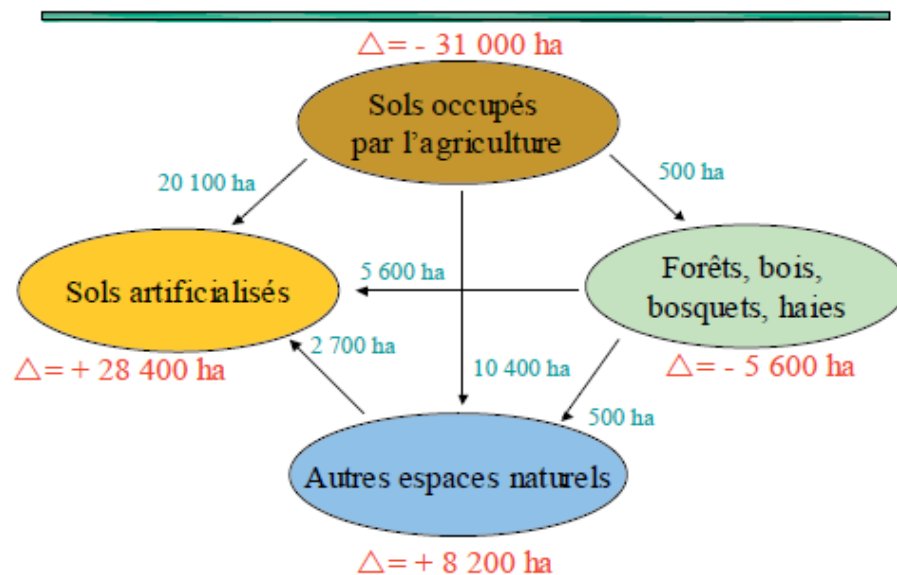 △= - 31 000 ha
Sols occupés
par l’agriculture
20 100 ha
500 ha
Sols artificialisés
5 600 ha
Forêts, bois,
bosquets, haies
△= + 28 400 ha
2 700 ha
10 400 ha
△= - 5 600 ha
500 ha
Autres espaces naturels
△= + 8 200 ha